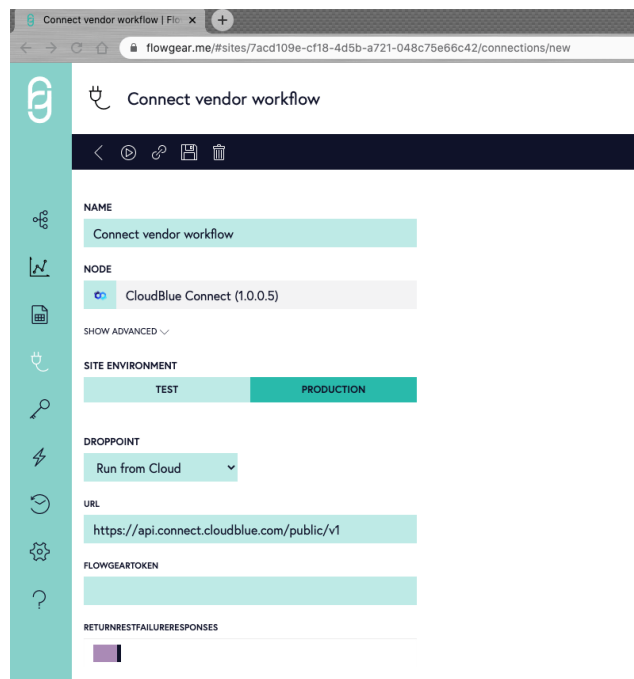 Connect vendor workflow | Flo
flowgear.me/#sites/7acd109e-cf18-4d5b-a721-048c75e66c42/connections/new
Connect vendor workflow
NAME
Connect vendor workflow
NODE
CloudBlue Connect (1.0.0.5)
SHOW ADVANCED
SITE ENVIRONMENT
TEST PRODUCTION
DROPPOINT
Run from Cloud
URL
https://api.connect.cloudblue.com/public/v1
FLOWGEARTOKEN
RETURNRESTFAILURERESPONSES